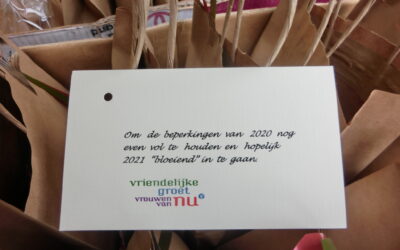 Om de beperkingen van 2020 nog
even vol te houden en hopelijk
2021 "bloeiend" in te gaan.
vriendelijke
groet
vrouwen
van nu